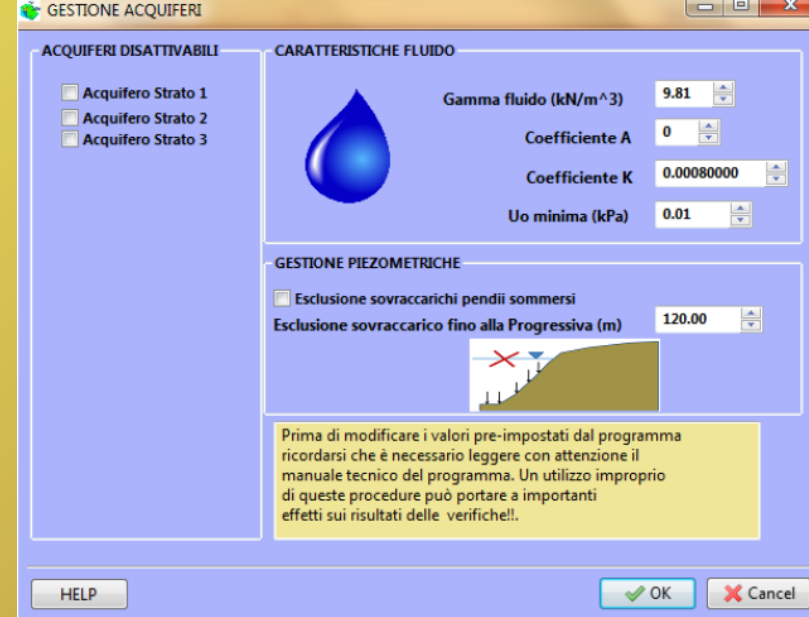 GESTIONE ACQUIFERI
ACQUIFERI DISATTIVABILI
Acquifero Strato 1
Acquifero Strato 2
Acquifero Strato 3
CARATTERISTICHE FLUIDO
Gamma fluido (kN/m^3) 9.81
Coefficiente A 0
Coefficiente K 0.00080000
Uo minima (kPa) 0.01
GESTIONE PIEZOMETRICHE
Esclusione sovraccarichi pendii sommersi
Esclusione sovraccarico fino alla Progressiva (m) 120.00
Prima di modificare i valori pre-impostati dal programma
ricordarsi che è necessario leggere con attenzione il
manuale tecnico del programma. Un utilizzo improprio
di queste procedure può portare a importanti
effetti sui risultati delle verifiche!!.
HELP
OK
Cancel